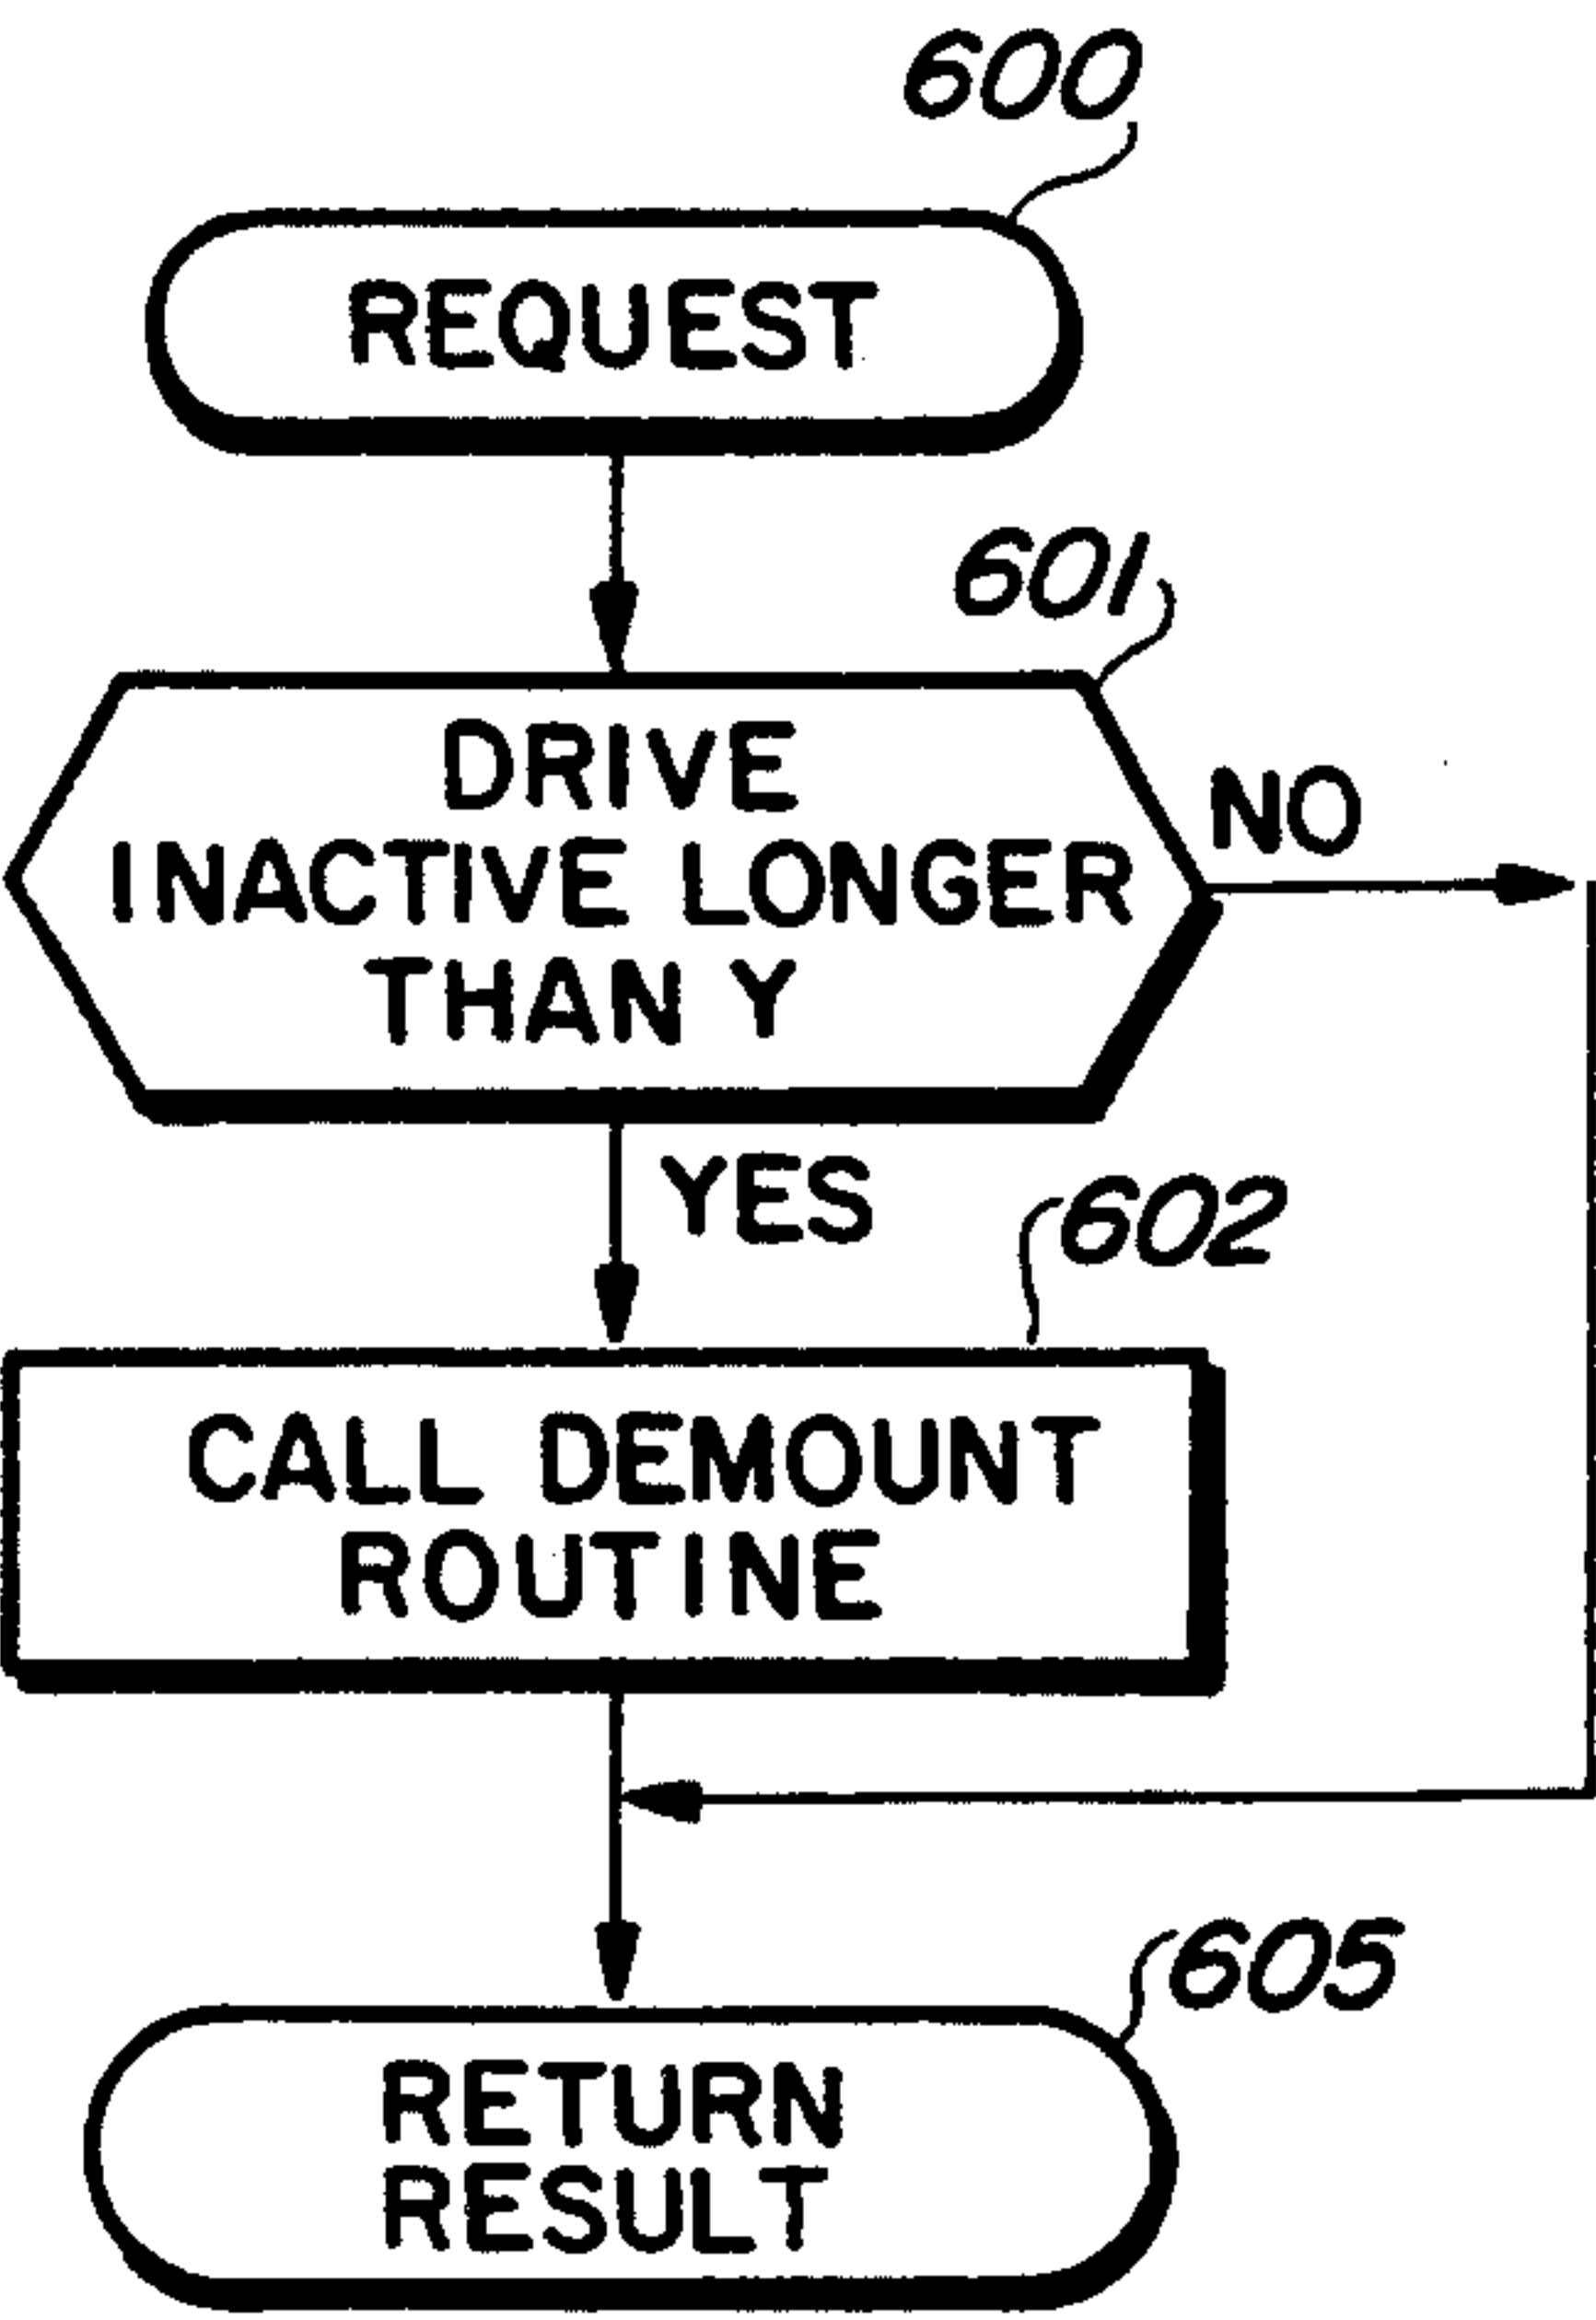 600
REQUEST
601
DRIVE
INACTIVE LONGER
THAN Y
NO
YES
602
CALL DEMOUNT
ROUTINE
605
RETURN
RESULT